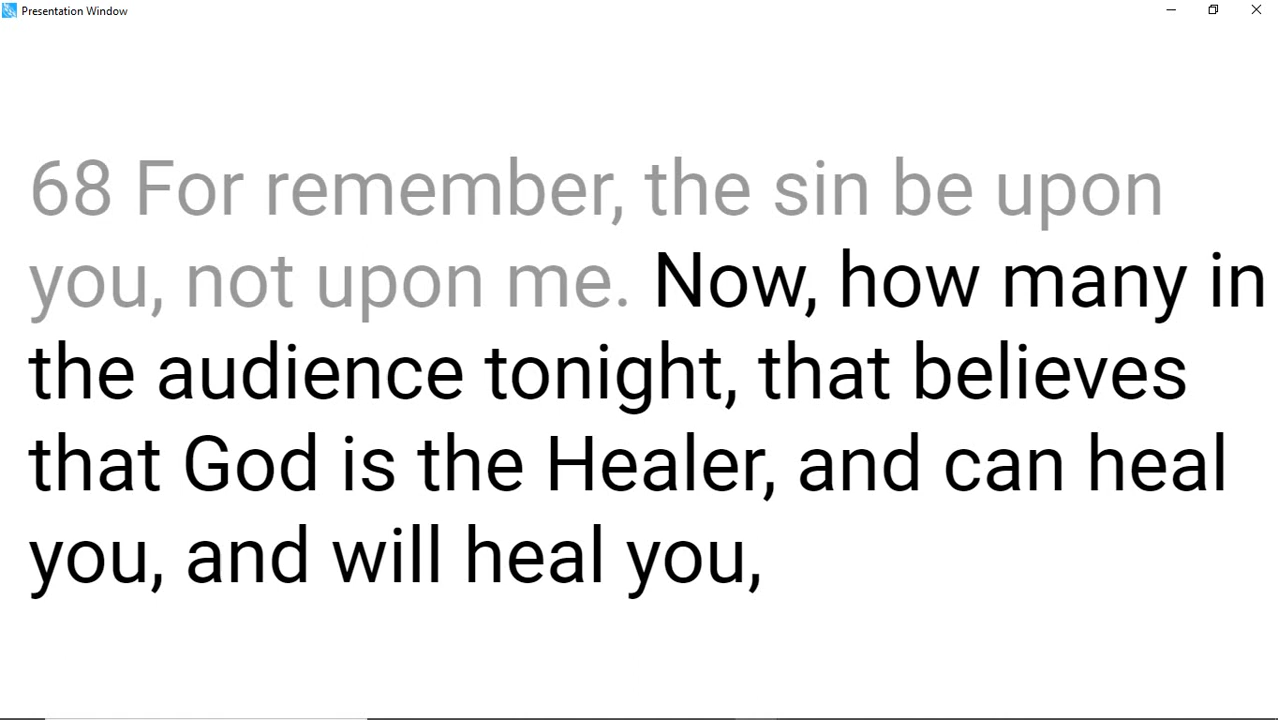 Presentation Window
68 For remember, the sin be upon
you, not upon me. Now, how many in
the audience tonight, that believes
that God is the Healer, and can heal
you, and will heal you,